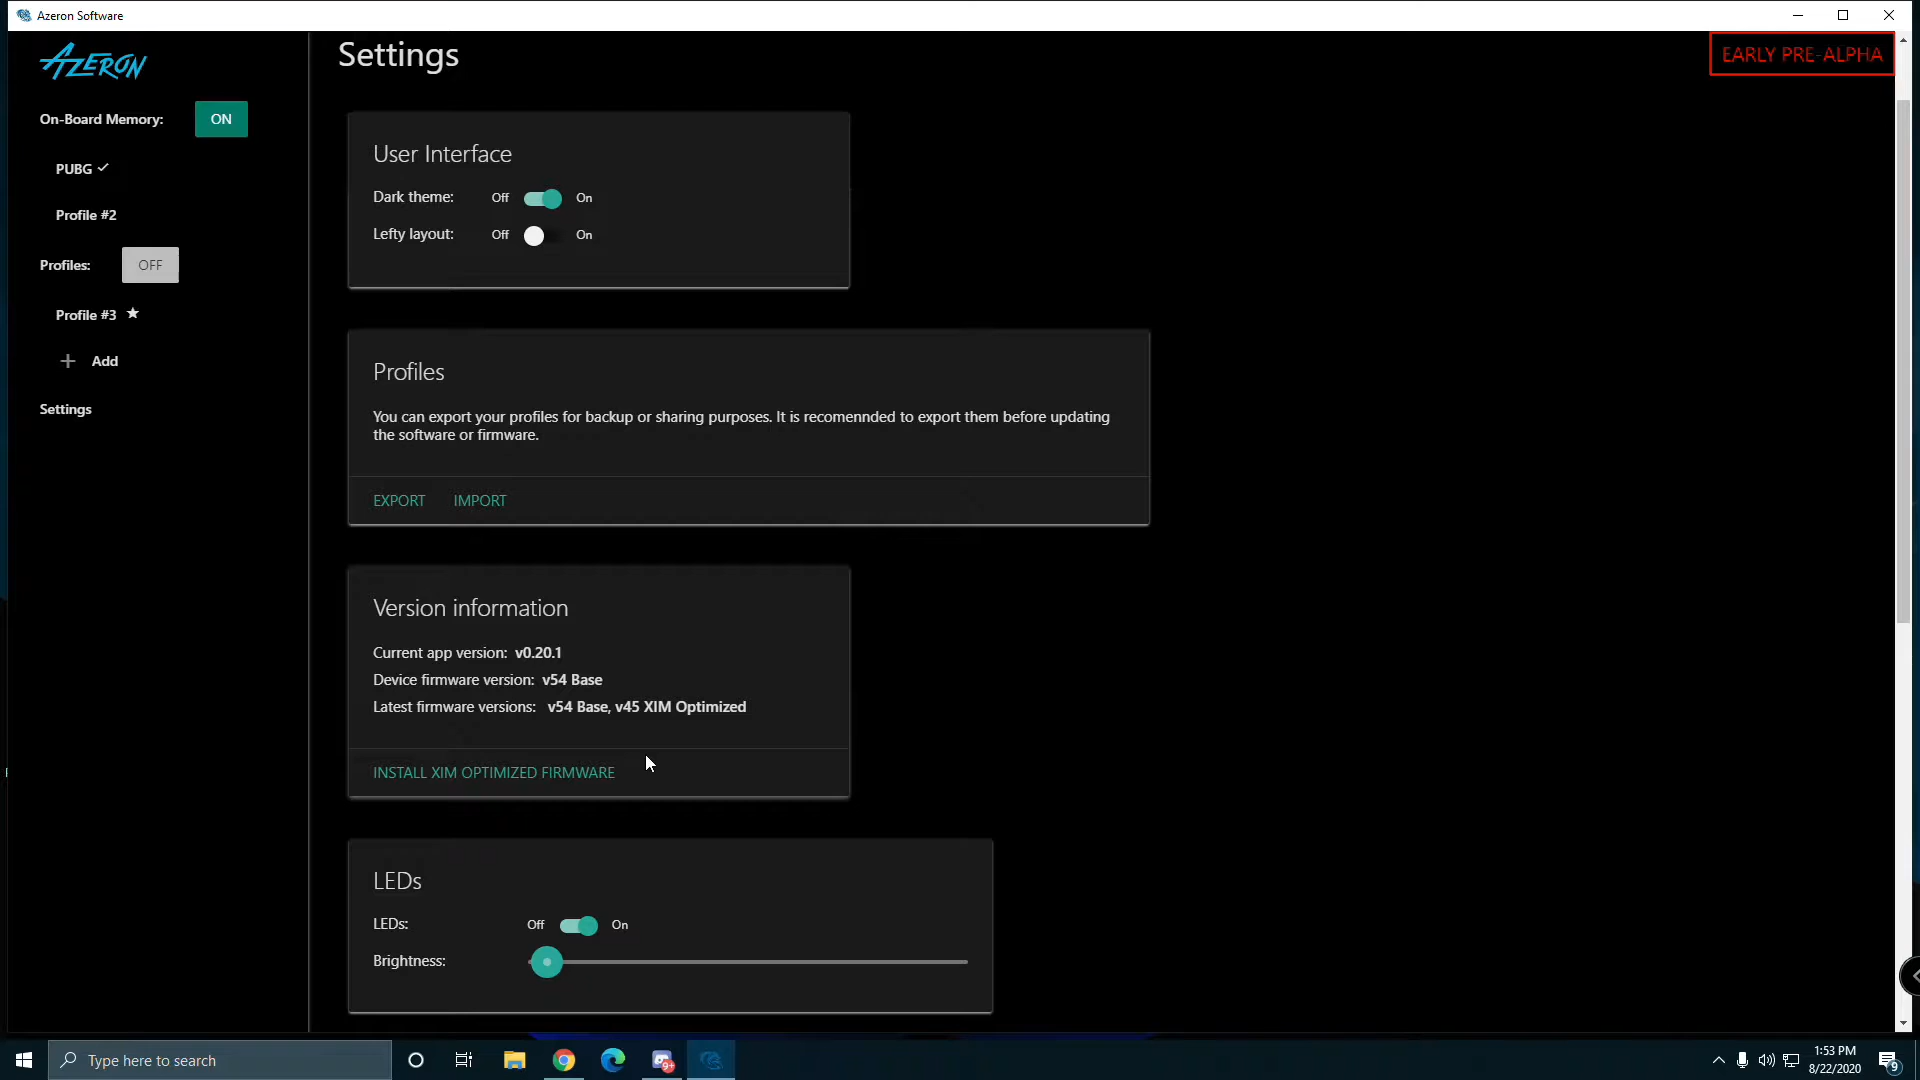 Azeron Software
AZERON
Settings
EARLY PRE-ALPHA
On-Board Memory: ON
PUBG
Profile #2
Profiles: OFF
Profile #3
Add
Settings
User Interface
Dark theme: Off On
Lefty layout: Off On
Profiles
You can export your profiles for backup or sharing purposes. It is recomennded to export them before updating
the software or firmware.
EXPORT IMPORT
Version information
Current app version: v0.20.1
Device firmware version: v54 Base
Latest firmware versions: v54 Base, v45 XIM Optimized
INSTALL XIM OPTIMIZED FIRMWARE
LEDs
LEDs: Off On
Brightness:
Type here to search
9+
1:53 PM
8/22/2020
9